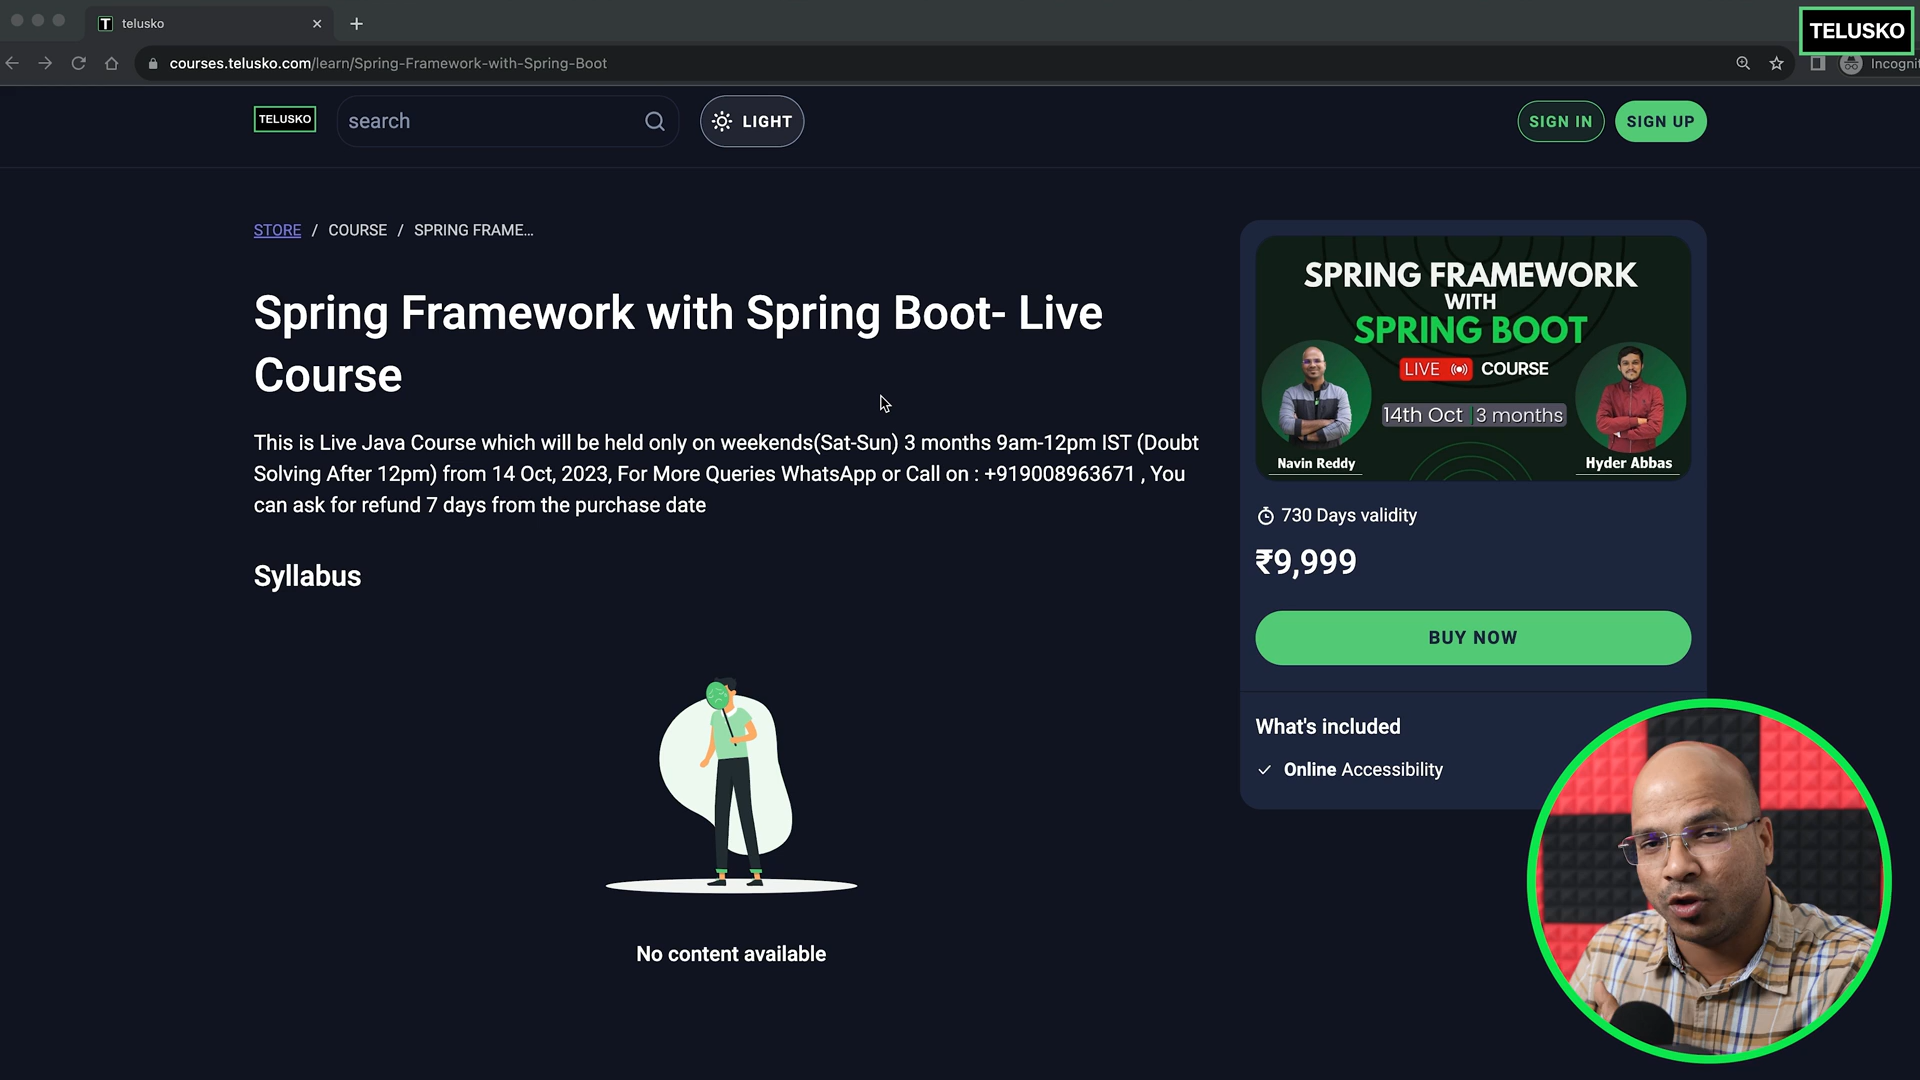 telusko
TELUSKO
courses.telusko.com/learn/Spring-Framework-with-Spring-Boot
Incognit
TELUSKO
search
LIGHT
SIGN IN
SIGN UP
STORE / COURSE / SPRING FRAME...
Spring Framework with Spring Boot- Live
Course
This is Live Java Course which will be held only on weekends(Sat-Sun) 3 months 9am-12pm IST (Doubt
Solving After 12pm) from 14 Oct, 2023, For More Queries WhatsApp or Call on : +919008963671 , You
can ask for refund 7 days from the purchase date
Syllabus
No content available
SPRING FRAMEWORK
WITH
SPRING BOOT
LIVE COURSE
14th Oct 3 months
Navin Reddy
Hyder Abbas
730 Days validity
₹9,999
BUY NOW
What's included
Online Accessibility